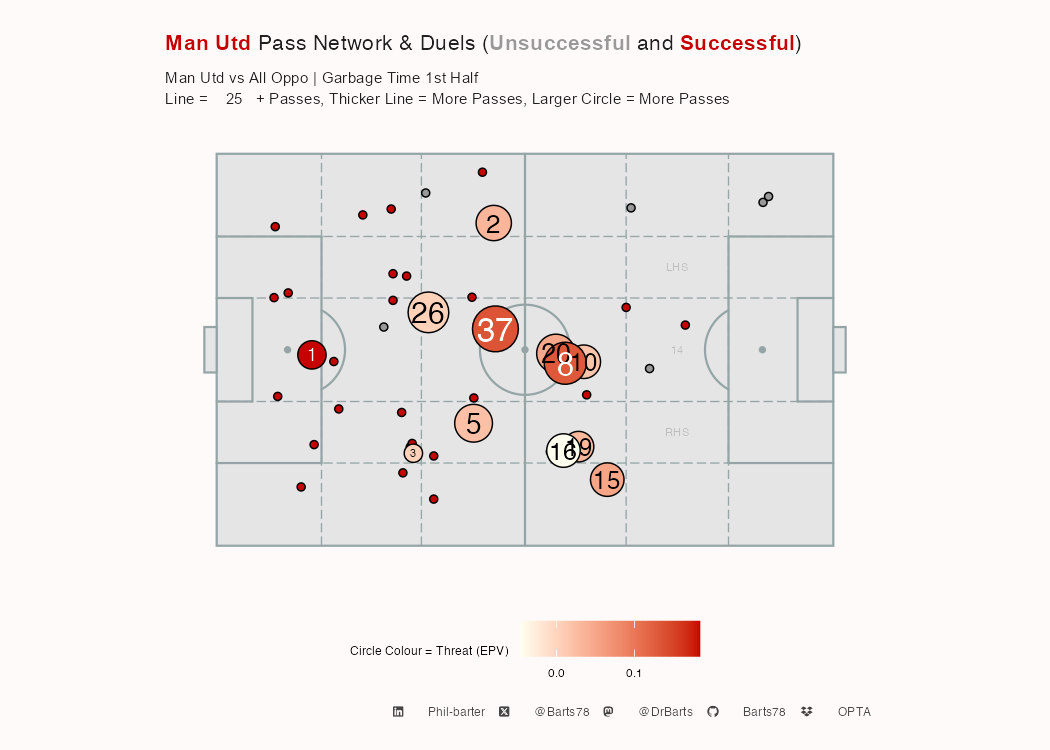 Man Utd Pass Network & Duels (Unsuccessful and Successful)
Man Utd vs All Oppo | Garbage Time 1st Half
Line = 25 + Passes, Thicker Line = More Passes, Larger Circle = More Passes
2
LHS
26
37
1
20
8
10
14
5
RHS
3
16
19
15
Circle Colour = Threat (EPV)
0.0 0.1
Phil-barter @Barts78 @DrBarts Barts78 OPTA